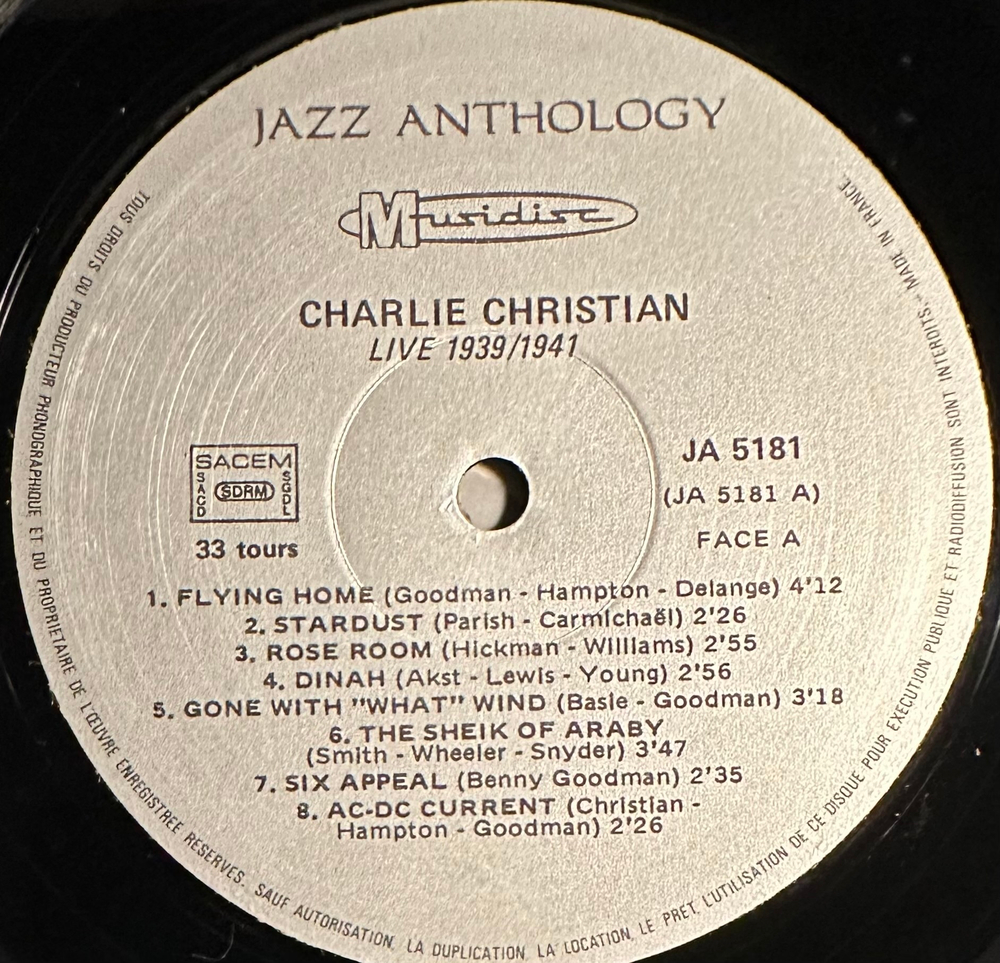 JAZZ ANTHOLOGY
Musidisc
CHARLIE CHRISTIAN
LIVE 1939/1941
SACEM
SACD
SDRM
SGDL
33 tours
JA 5181
(JA 5181 A)
FACE A
1. FLYING HOME (Goodman - Hampton - Delange) 4'12
2. STARDUST (Parish - Carmichaël) 2'26
3. ROSE ROOM (Hickman - Williams) 2'55
4. DINAH (Akst - Lewis - Young) 2'56
5. GONE WITH "WHAT" WIND (Basie - Goodman) 3'18
6. THE SHEIK OF ARABY
(Smith - Wheeler - Snyder) 3'47
7. SIX APPEAL (Benny Goodman) 2'35
8. AC-DC CURRENT (Christian -
Hampton - Goodman) 2'26
TOUS DROITS DU PRODUCTEUR PHONOGRAPHIQUE ET DU PROPRIETAIRE DE L'ŒUVRE ENREGISTREE RESERVES. SAUF AUTORISATION, LA DUPLICATION, LA LOCATION, LE PRET, L'UTILISATION DE CE DISQUE POUR EXECUTION PUBLIQUE ET RADIODIFFUSION SONT INTERDITS. - MADE IN FRANCE.